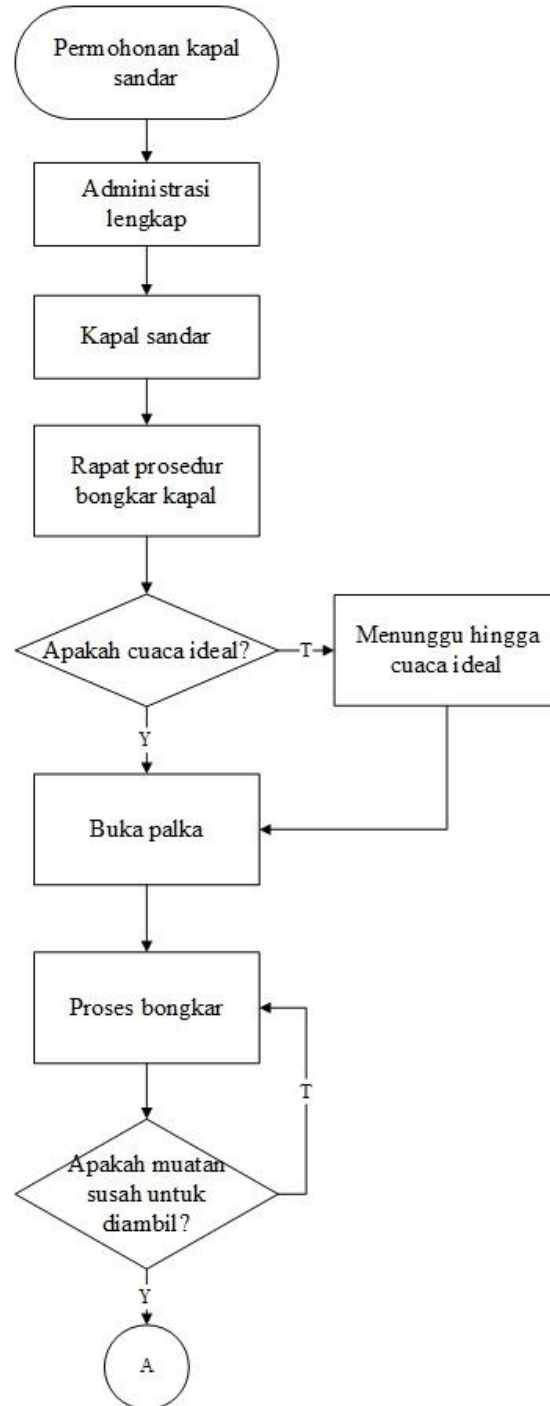 Permohonan kapal
sandar
Administrasi
lengkap
Kapal sandar
Rapat prosedur
bongkar kapal
Apakah cuaca ideal?
T
Menunggu hingga
cuaca ideal
Y
Buka palka
Proses bongkar
T
Apakah muatan
susah untuk
diambil?
Y
A